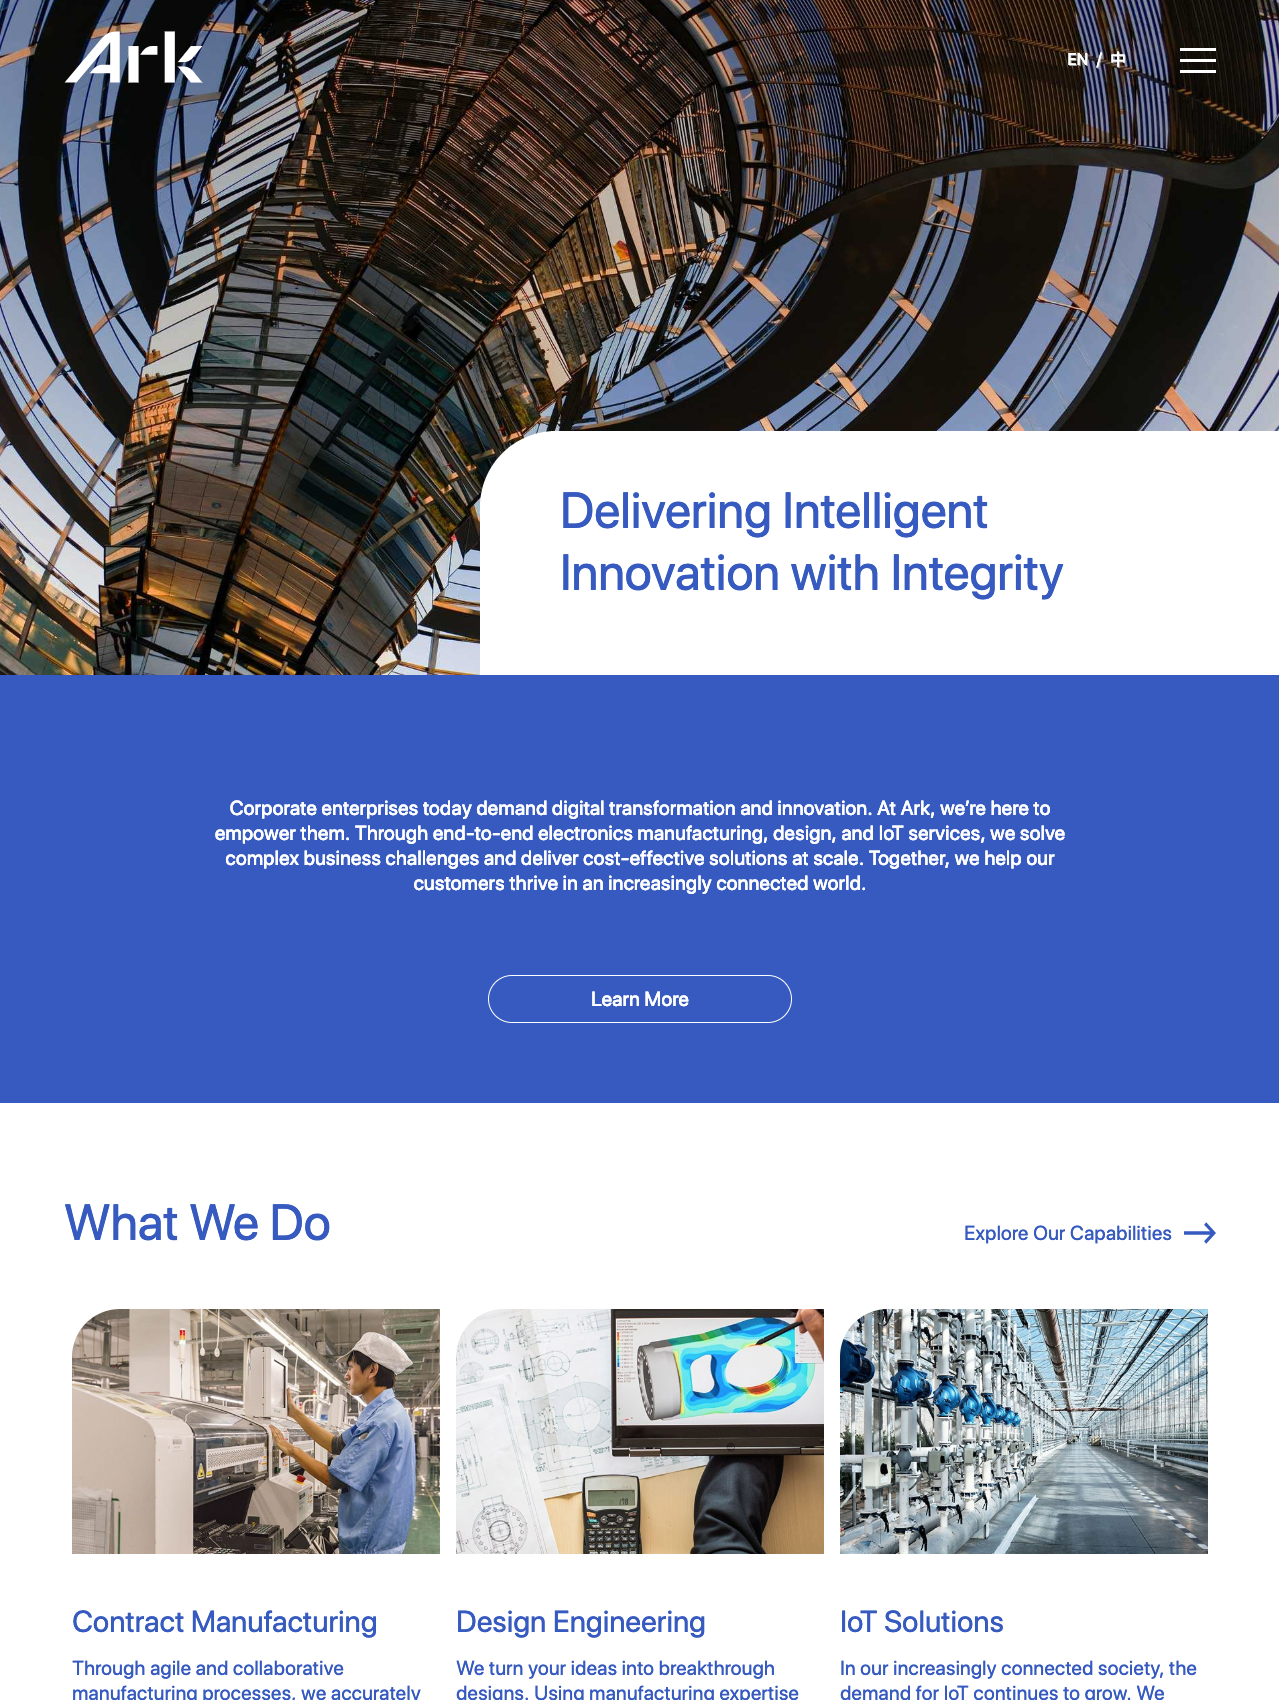 Ark
EN / 中
Delivering Intelligent
Innovation with Integrity
Corporate enterprises today demand digital transformation and innovation. At Ark, we’re here to
empower them. Through end-to-end electronics manufacturing, design, and IoT services, we solve
complex business challenges and deliver cost-effective solutions at scale. Together, we help our
customers thrive in an increasingly connected world.
Learn More
What We Do
Explore Our Capabilities
Contract Manufacturing
Through agile and collaborative
manufacturing processes, we accurately
Design Engineering
We turn your ideas into breakthrough
designs. Using manufacturing expertise
IoT Solutions
In our increasingly connected society, the
demand for IoT continues to grow. We